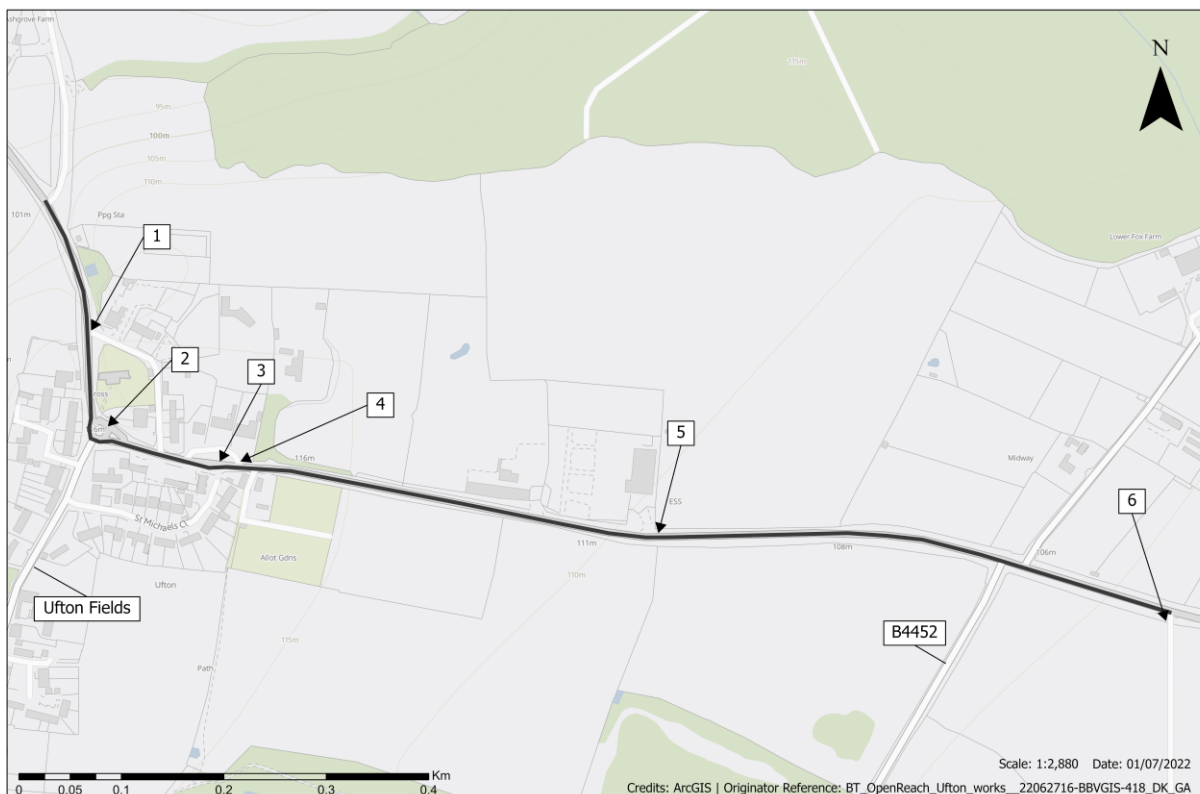 Ashgrove Farm
N
115m
95m
100m
105m
110m
101m
Ppg Sta
1
Lower Fox Farm
2
3
4
116m
5
Midway
ESS
6
St Michaels Cl
111m
108m
106m
Allot Gdns
110m
Ufton
Ufton Fields
B4452
115m
Path
Km
0 0.05 0.1 0.2 0.3 0.4
Scale: 1:2,880 Date: 01/07/2022
Credits: ArcGIS | Originator Reference: BT_OpenReach_Ufton_works__22062716-BBVGIS-418_DK_GA